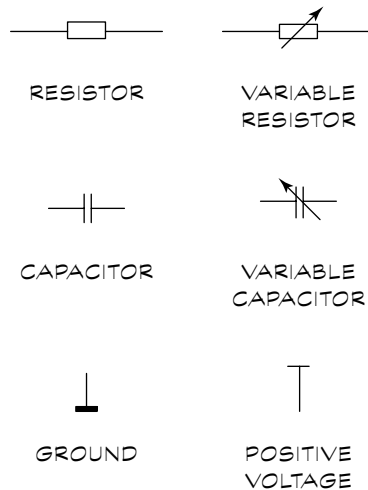 RESISTOR
VARIABLE
RESISTOR
CAPACITOR
VARIABLE
CAPACITOR
GROUND
POSITIVE
VOLTAGE